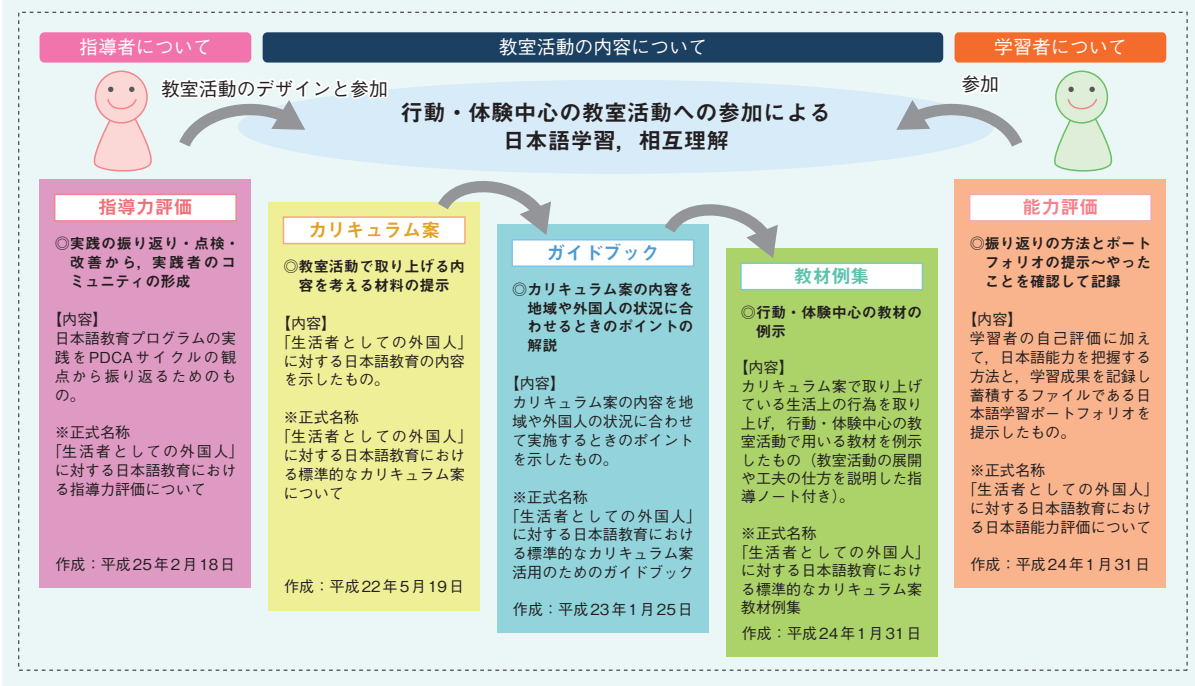 指導者について
教室活動の内容について
学習者について
教室活動のデザインと参加
参加
行動・体験中心の教室活動への参加による
日本語学習，相互理解
指導力評価
◎実践の振り返り・点検・
改善から，実践者のコ
ミュニティの形成
【内容】
日本語教育プログラムの実
践をPDCAサイクルの観
点から振り返るためのも
の。
※正式名称
「生活者としての外国人」
に対する日本語教育におけ
る指導力評価について
作成：平成25年2月18日
カリキュラム案
◎教室活動で取り上げる内
容を考える材料の提示
【内容】
「生活者としての外国人」
に対する日本語教育の内容
を示したもの。
※正式名称
「生活者としての外国人」
に対する日本語教育におけ
る標準的なカリキュラム案
について
作成：平成22年5月19日
ガイドブック
◎カリキュラム案の内容を
地域や外国人の状況に合
わせるときのポイントの
解説
【内容】
カリキュラム案の内容を地
域や外国人の状況に合わせ
て実施するときのポイント
を示したもの。
※正式名称
「生活者としての外国人」
に対する日本語教育におけ
る標準的なカリキュラム案
活用のためのガイドブック
作成：平成23年1月25日
教材例集
◎行動・体験中心の教材の
例示
【内容】
カリキュラム案で取り上げ
ている生活上の行為を取り
上げ，行動・体験中心の教
室活動で用いる教材を例示
したもの（教室活動の展開
や工夫の仕方を説明した指
導ノート付き）。
※正式名称
「生活者としての外国人」
に対する日本語教育におけ
る標準的なカリキュラム案
教材例集
作成：平成24年1月31日
能力評価
◎振り返りの方法とポート
フォリオの提示～やった
ことを確認して記録
【内容】
学習者の自己評価に加え
て，日本語能力を把握する
方法と，学習成果を記録し
蓄積するファイルである日
本語学習ポートフォリオを
提示したもの。
※正式名称
「生活者としての外国人」
に対する日本語教育におけ
る日本語能力評価について
作成：平成24年1月31日